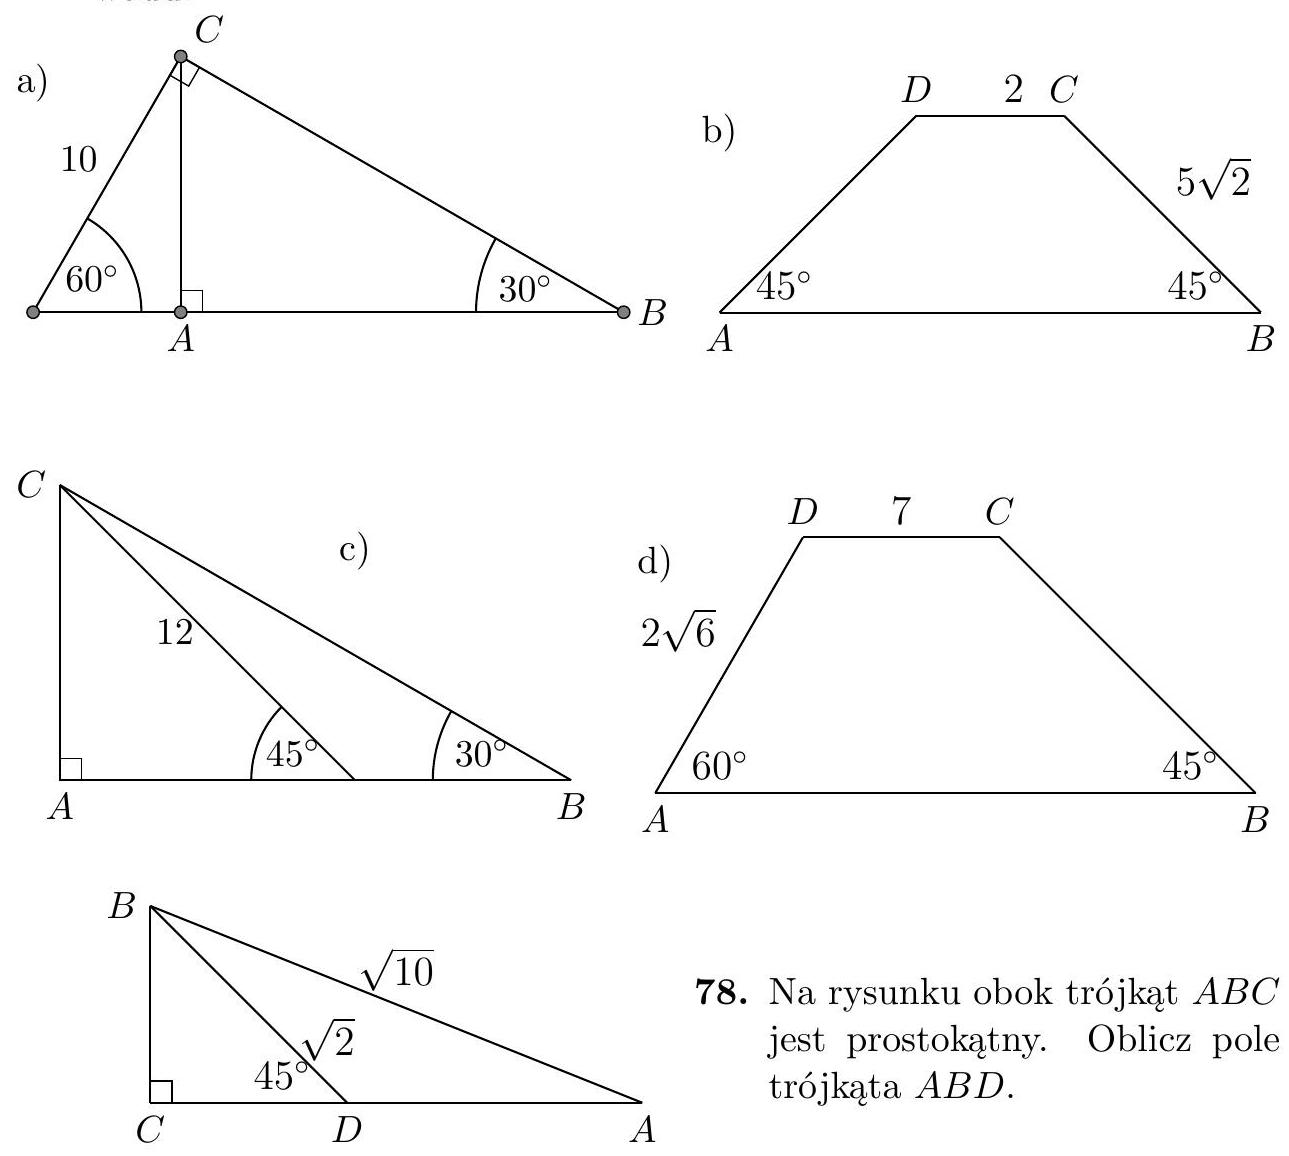 a)
C
10
60°
30°
A
B
b)
D 2 C
5√2
45°
45°
A
B
c)
C
12
45°
30°
A
B
d)
D 7 C
2√6
60°
45°
A
B
B
√10
√2
45°
C
D
A
78. Na rysunku obok trójkąt ABC
jest prostokątny. Oblicz pole
trójkąta ABD.